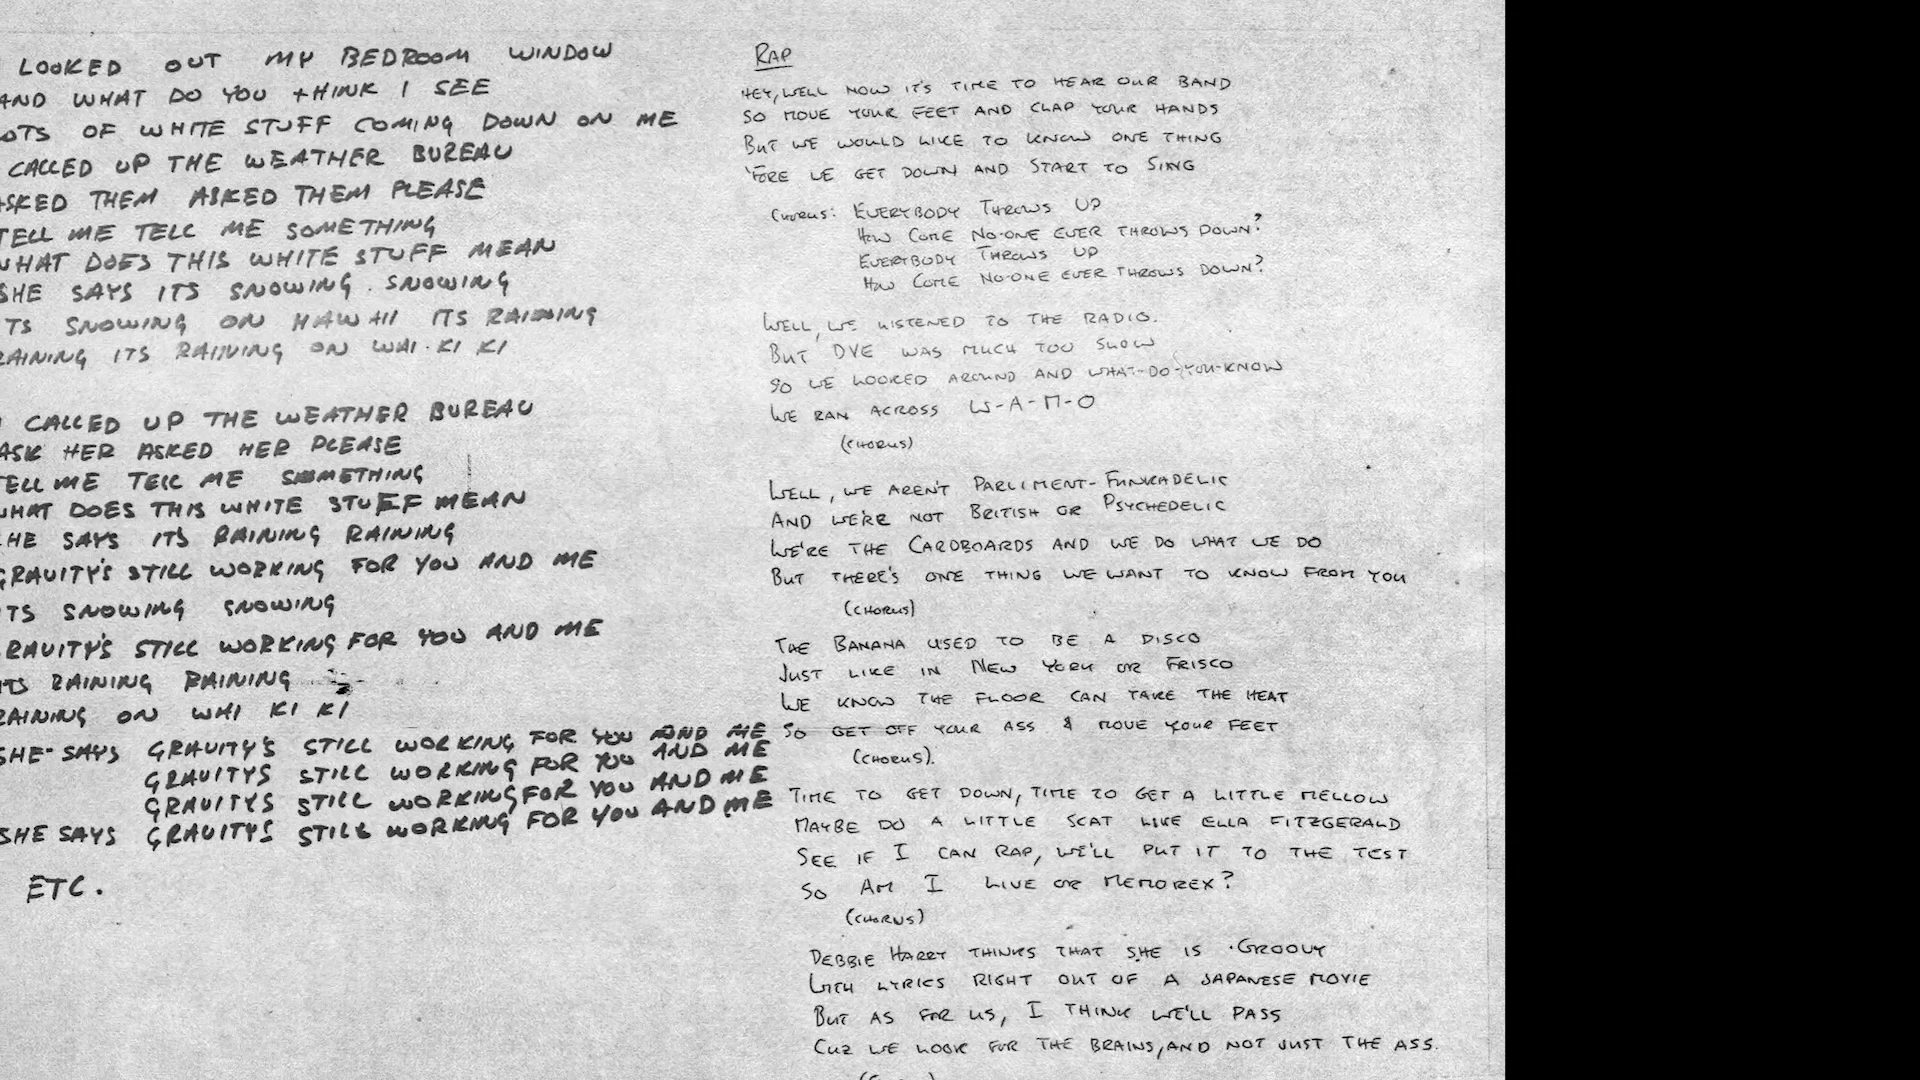 LOOKED OUT MY BEDROOM WINDOW
AND WHAT DO YOU THINK I SEE
OTS OF WHITE STUFF COMING DOWN ON ME
CALLED UP THE WEATHER BUREAU
ASKED THEM ASKED THEM PLEASE
TELL ME TELL ME SOMETHING
WHAT DOES THIS WHITE STUFF MEAN
SHE SAYS ITS SNOWING. SNOWING
TS SNOWING ON HAWAII ITS RAINING
RAINING ITS RAINING ON WAI-KI KI
I CALLED UP THE WEATHER BUREAU
ASK HER ASKED HER PLEASE
TELL ME TELL ME SOMETHING
WHAT DOES THIS WHITE STUFF MEAN
HE SAYS ITS RAINING RAINING
GRAVITY'S STILL WORKING FOR YOU AND ME
TS SNOWING SNOWING
RAVITY'S STILL WORKING FOR YOU AND ME
ITS RAINING RAINING
RAINING ON WHI KI KI
SHE-SAYS GRAVITY'S STILL WORKING FOR YOU AND ME
GRAVITYS STILL WORKING FOR YOU AND ME
GRAVITYS STILL WORKING FOR YOU AND ME
SHE SAYS GRAVITYS STILL WORKING FOR YOU AND ME
ETC.
RAP
HEY, WELL NOW IT'S TIME TO HEAR OUR BAND
SO MOVE YOUR FEET AND CLAP YOUR HANDS
BUT WE WOULD LIKE TO KNOW ONE THING
'FORE WE GET DOWN AND START TO SING
CHORUS: EVERYBODY THROWS UP
HOW COME NO-ONE EVER THROWS DOWN?
EVERYBODY THROWS UP
HOW COME NO-ONE EVER THROWS DOWN?
WELL, WE LISTENED TO THE RADIO.
BUT DVE WAS MUCH TOO SLOW
SO WE LOOKED AROUND AND WHAT-DO-YOU-KNOW
WE RAN ACROSS W-A-M-O
(CHORUS)
WELL, WE AREN'T PARLIMENT-FUNKADELIC
AND WE'RE NOT BRITISH OR PSYCHEDELIC
WE'RE THE CARDBOARDS AND WE DO WHAT WE DO
BUT THERE'S ONE THING WE WANT TO KNOW FROM YOU
(CHORUS)
THE BANANA USED TO BE A DISCO
JUST LIKE IN NEW YORK OR FRISCO
WE KNOW THE FLOOR CAN TAKE THE HEAT
SO GET OFF YOUR ASS & MOVE YOUR FEET
(CHORUS).
TIME TO GET DOWN, TIME TO GET A LITTLE MELLOW
MAYBE DO A LITTLE SCAT LIKE ELLA FITZGERALD
SEE IF I CAN RAP, WE'LL PUT IT TO THE TEST
SO AM I LIVE OR MEMOREX?
(CHORUS)
DEBBIE HARRY THINKS THAT SHE IS GROOVY
WITH LYRICS RIGHT OUT OF A JAPANESE MOVIE
BUT AS FOR US, I THINK WE'LL PASS
CUZ WE LOOK FOR THE BRAINS, AND NOT JUST THE ASS.